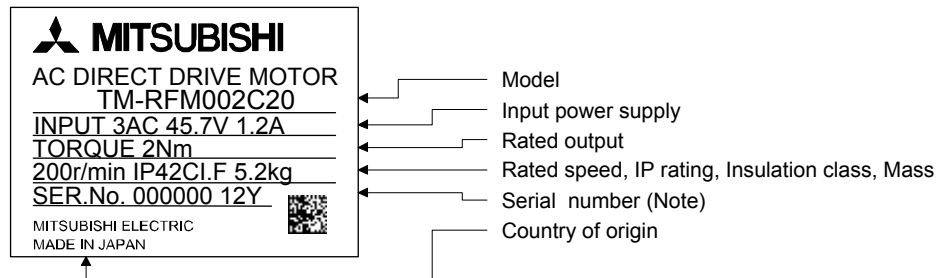 MITSUBISHI
AC DIRECT DRIVE MOTOR
TM-RFM002C20
INPUT 3AC 45.7V 1.2A
TORQUE 2Nm
200r/min IP42CI.F 5.2kg
SER.No. 000000 12Y
MITSUBISHI ELECTRIC
MADE IN JAPAN
Model
Input power supply
Rated output
Rated speed, IP rating, Insulation class, Mass
Serial number (Note)
Country of origin